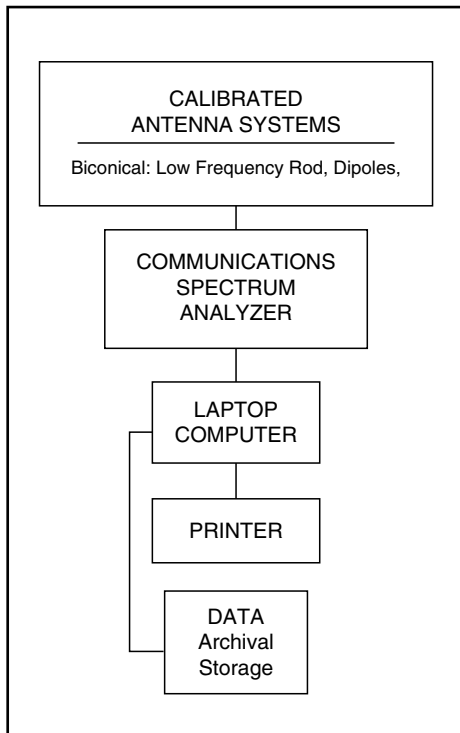 CALIBRATED
ANTENNA SYSTEMS
Biconical: Low Frequency Rod, Dipoles,
COMMUNICATIONS
SPECTRUM
ANALYZER
LAPTOP
COMPUTER
PRINTER
DATA
Archival
Storage